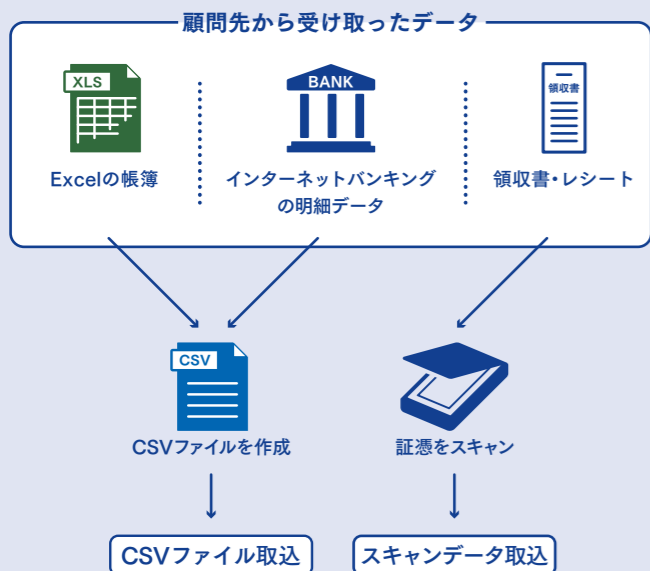 顧問先から受け取ったデータ
XLS
Excelの帳簿
BANK
インターネットバンキング
の明細データ
領収書
領収書・レシート
CSV
CSVファイルを作成
証憑をスキャン
CSVファイル取込
スキャンデータ取込